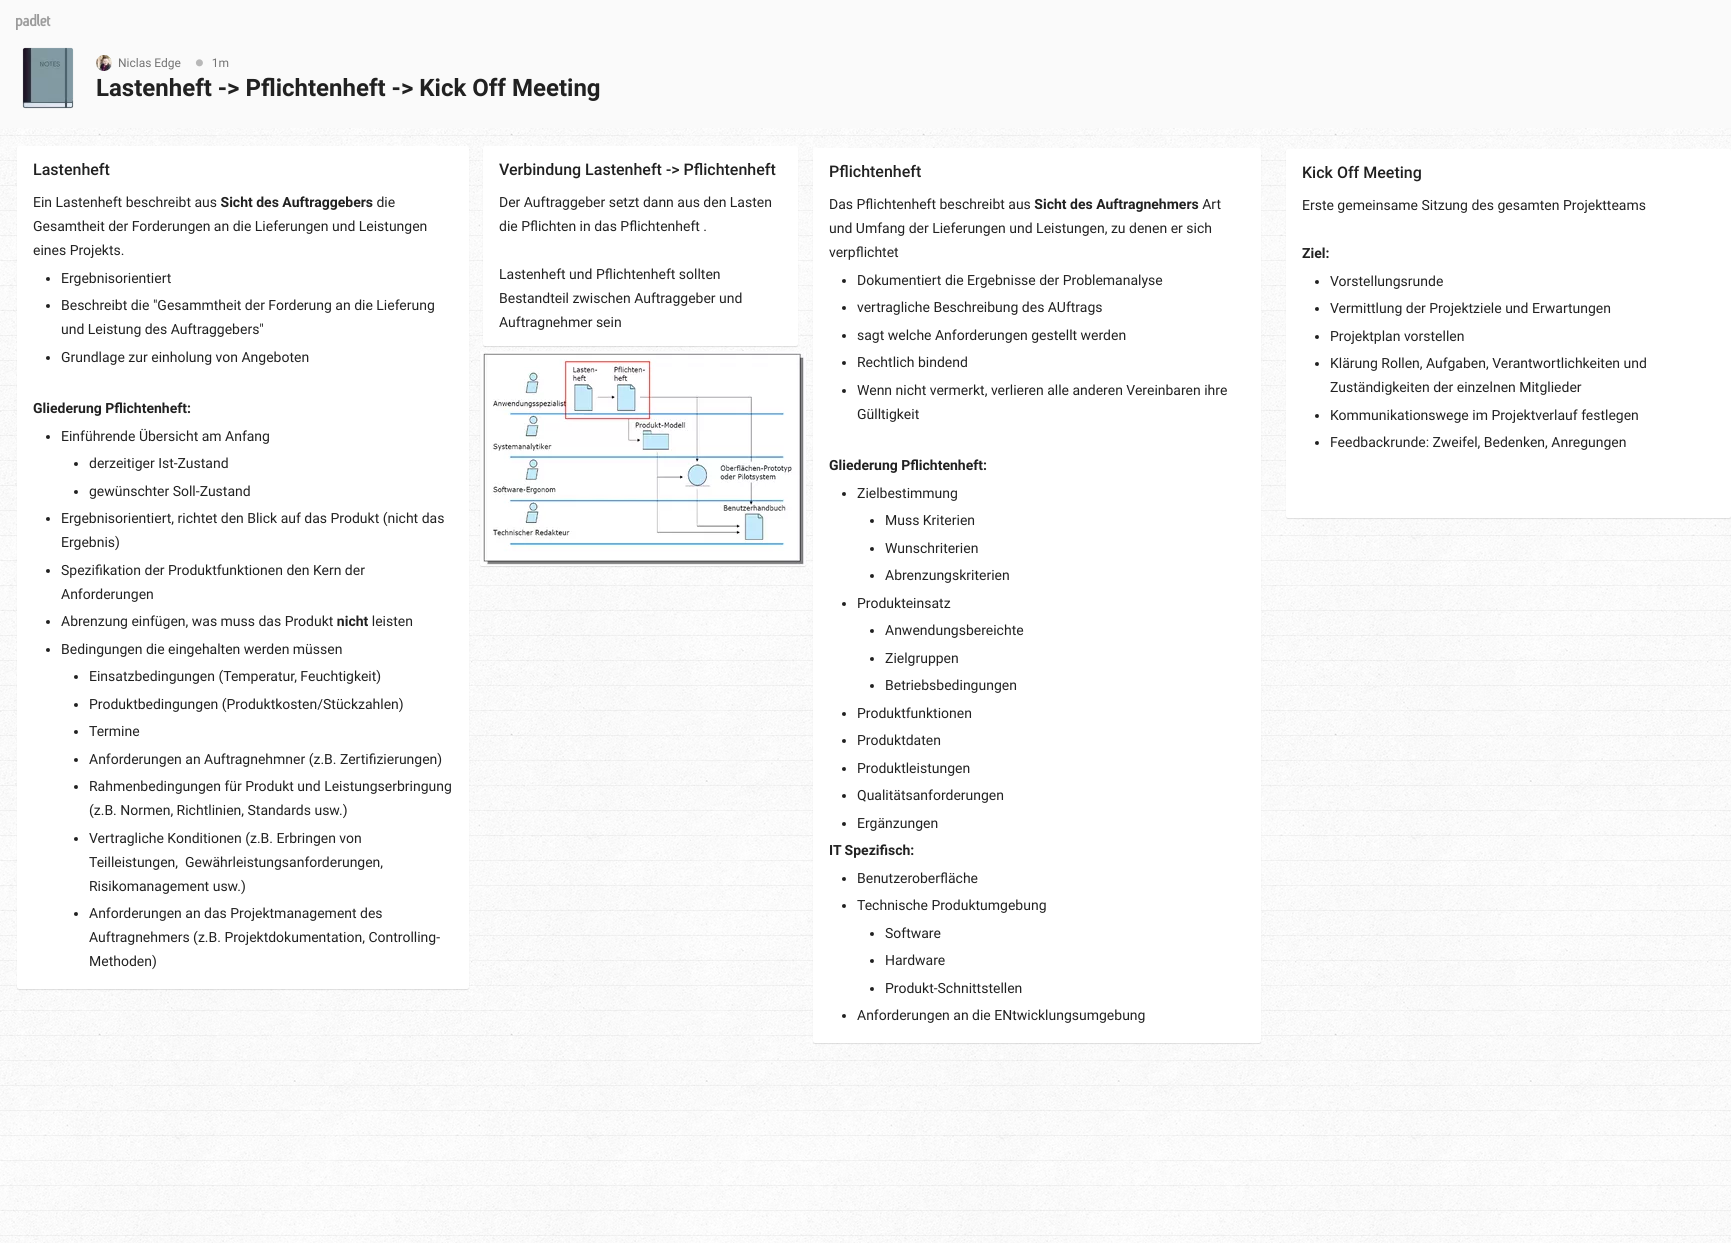 padlet
NOTES
Niclas Edge • 1m
Lastenheft -> Pflichtenheft -> Kick Off Meeting
Lastenheft
Ein Lastenheft beschreibt aus Sicht des Auftraggebers die
Gesamtheit der Forderungen an die Lieferungen und Leistungen
eines Projekts.
• Ergebnisorientiert
• Beschreibt die "Gesammtheit der Forderung an die Lieferung
und Leistung des Auftraggebers"
• Grundlage zur einholung von Angeboten
Gliederung Pflichtenheft:
• Einführende Übersicht am Anfang
• derzeitiger Ist-Zustand
• gewünschter Soll-Zustand
• Ergebnisorientiert, richtet den Blick auf das Produkt (nicht das
Ergebnis)
• Spezifikation der Produktfunktionen den Kern der
Anforderungen
• Abrenzung einfügen, was muss das Produkt nicht leisten
• Bedingungen die eingehalten werden müssen
• Einsatzbedingungen (Temperatur, Feuchtigkeit)
• Produktbedingungen (Produktkosten/Stückzahlen)
• Termine
• Anforderungen an Auftragnehmner (z.B. Zertifizierungen)
• Rahmenbedingungen für Produkt und Leistungserbringung
(z.B. Normen, Richtlinien, Standards usw.)
• Vertragliche Konditionen (z.B. Erbringen von
Teilleistungen, Gewährleistungsanforderungen,
Risikomanagement usw.)
• Anforderungen an das Projektmanagement des
Auftragnehmers (z.B. Projektdokumentation, Controlling-
Methoden)
Verbindung Lastenheft -> Pflichtenheft
Der Auftraggeber setzt dann aus den Lasten
die Pflichten in das Pflichtenheft .
Lastenheft und Pflichtenheft sollten
Bestandteil zwischen Auftraggeber und
Auftragnehmer sein
Lasten-
heft
Pflichten-
heft
Anwendungsspezialist
Produkt-Modell
Systemanalytiker
Oberflächen-Prototyp
oder Pilotsystem
Software-Ergonom
Benutzerhandbuch
Technischer Redakteur
Pflichtenheft
Das Pflichtenheft beschreibt aus Sicht des Auftragnehmers Art
und Umfang der Lieferungen und Leistungen, zu denen er sich
verpflichtet
• Dokumentiert die Ergebnisse der Problemanalyse
• vertragliche Beschreibung des AUftrags
• sagt welche Anforderungen gestellt werden
• Rechtlich bindend
• Wenn nicht vermerkt, verlieren alle anderen Vereinbaren ihre
Gülltigkeit
Gliederung Pflichtenheft:
• Zielbestimmung
• Muss Kriterien
• Wunschriterien
• Abrenzungskriterien
• Produkteinsatz
• Anwendungsbereichte
• Zielgruppen
• Betriebsbedingungen
• Produktfunktionen
• Produktdaten
• Produktleistungen
• Qualitätsanforderungen
• Ergänzungen
IT Spezifisch:
• Benutzeroberfläche
• Technische Produktumgebung
• Software
• Hardware
• Produkt-Schnittstellen
• Anforderungen an die ENtwicklungsumgebung
Kick Off Meeting
Erste gemeinsame Sitzung des gesamten Projektteams
Ziel:
• Vorstellungsrunde
• Vermittlung der Projektziele und Erwartungen
• Projektplan vorstellen
• Klärung Rollen, Aufgaben, Verantwortlichkeiten und
Zuständigkeiten der einzelnen Mitglieder
• Kommunikationswege im Projektverlauf festlegen
• Feedbackrunde: Zweifel, Bedenken, Anregungen